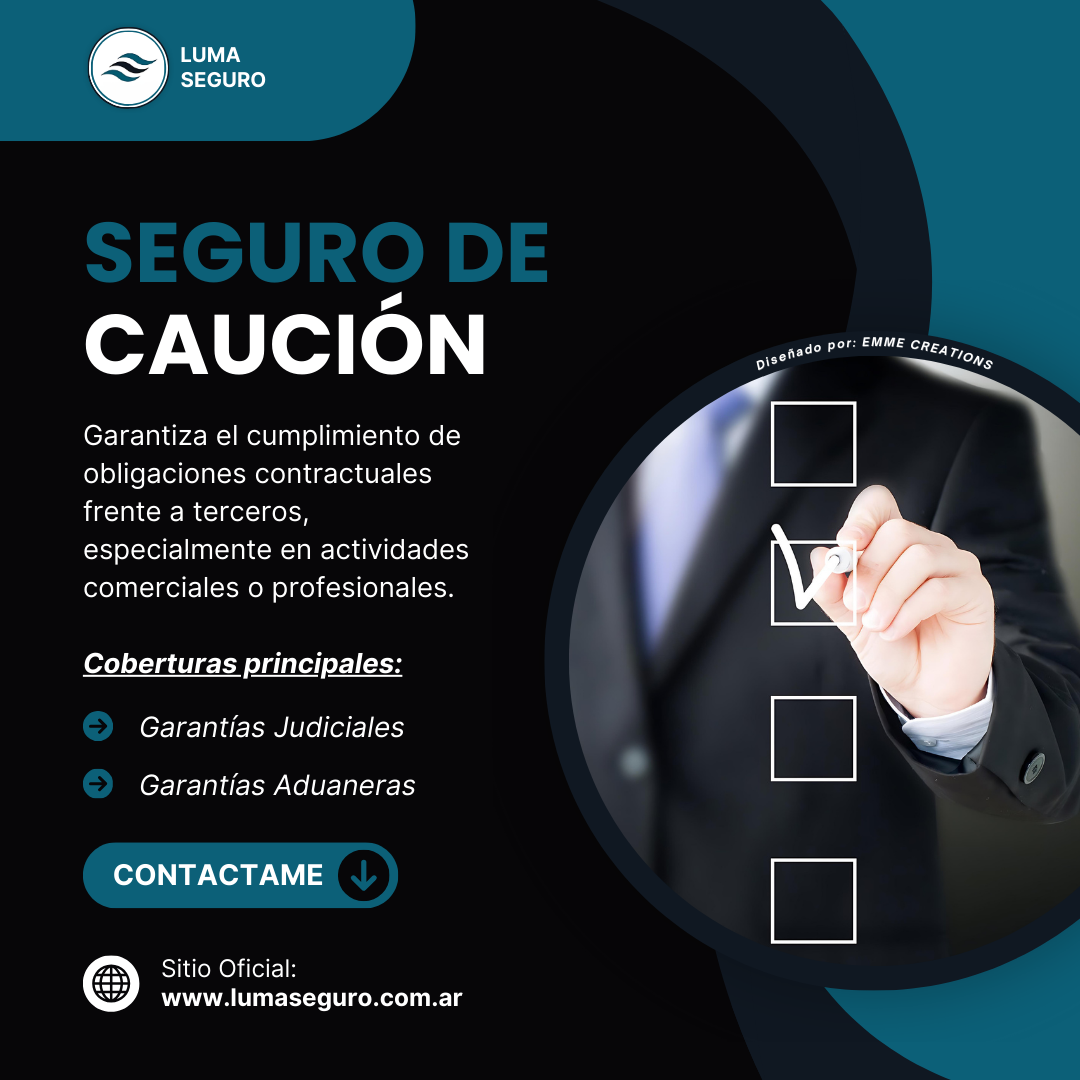 LUMA
SEGURO
SEGURO DE
CAUCIÓN
Diseñado por: EMME CREATIONS
Garantiza el cumplimiento de
obligaciones contractuales
frente a terceros,
especialmente en actividades
comerciales o profesionales.
Coberturas principales:
Garantías Judiciales
Garantías Aduaneras
CONTACTAME
Sitio Oficial:
www.lumaseguro.com.ar